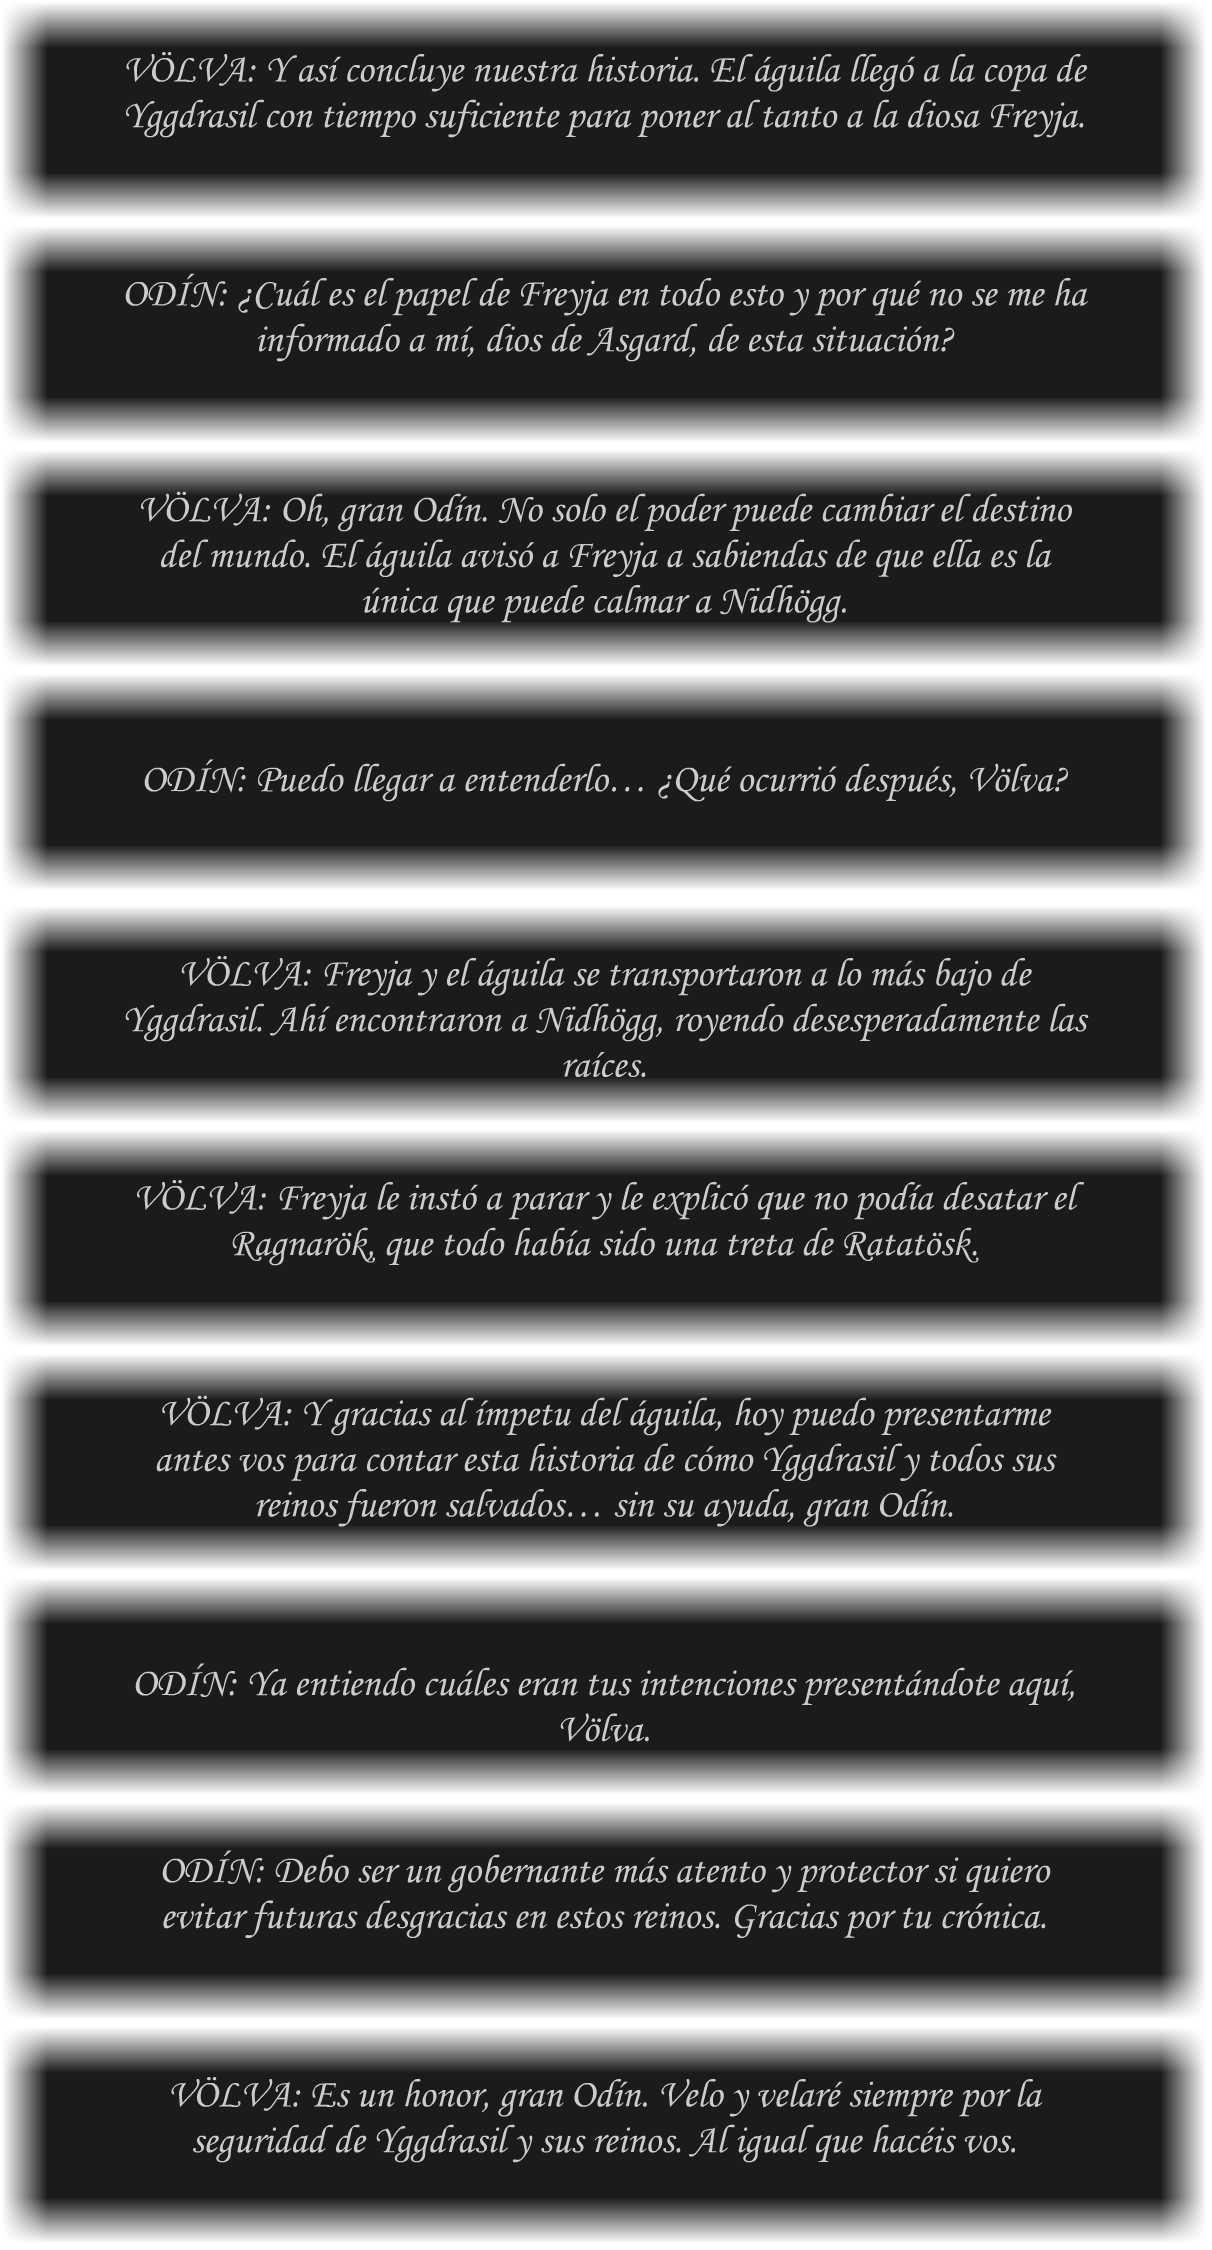 VÖLVA: Y así concluye nuestra historia. El águila llegó a la copa de
Yggdrasil con tiempo suficiente para poner al tanto a la diosa Freyja.
ODÍN: ¿Cuál es el papel de Freyja en todo esto y por qué no se me ha
informado a mí, dios de Asgard, de esta situación?
VÖLVA: Oh, gran Odín. No solo el poder puede cambiar el destino
del mundo. El águila avisó a Freyja a sabiendas de que ella es la
única que puede calmar a Nidhögg.
ODÍN: Puedo llegar a entenderlo… ¿Qué ocurrió después, Völva?
VÖLVA: Freyja y el águila se transportaron a lo más bajo de
Yggdrasil. Ahí encontraron a Nidhögg, royendo desesperadamente las
raíces.
VÖLVA: Freyja le instó a parar y le explicó que no podía desatar el
Ragnarök, que todo había sido una treta de Ratatösk.
VÖLVA: Y gracias al ímpetu del águila, hoy puedo presentarme
antes vos para contar esta historia de cómo Yggdrasil y todos sus
reinos fueron salvados… sin su ayuda, gran Odín.
ODÍN: Ya entiendo cuáles eran tus intenciones presentándote aquí,
Völva.
ODÍN: Debo ser un gobernante más atento y protector si quiero
evitar futuras desgracias en estos reinos. Gracias por tu crónica.
VÖLVA: Es un honor, gran Odín. Velo y velaré siempre por la
seguridad de Yggdrasil y sus reinos. Al igual que hacéis vos.